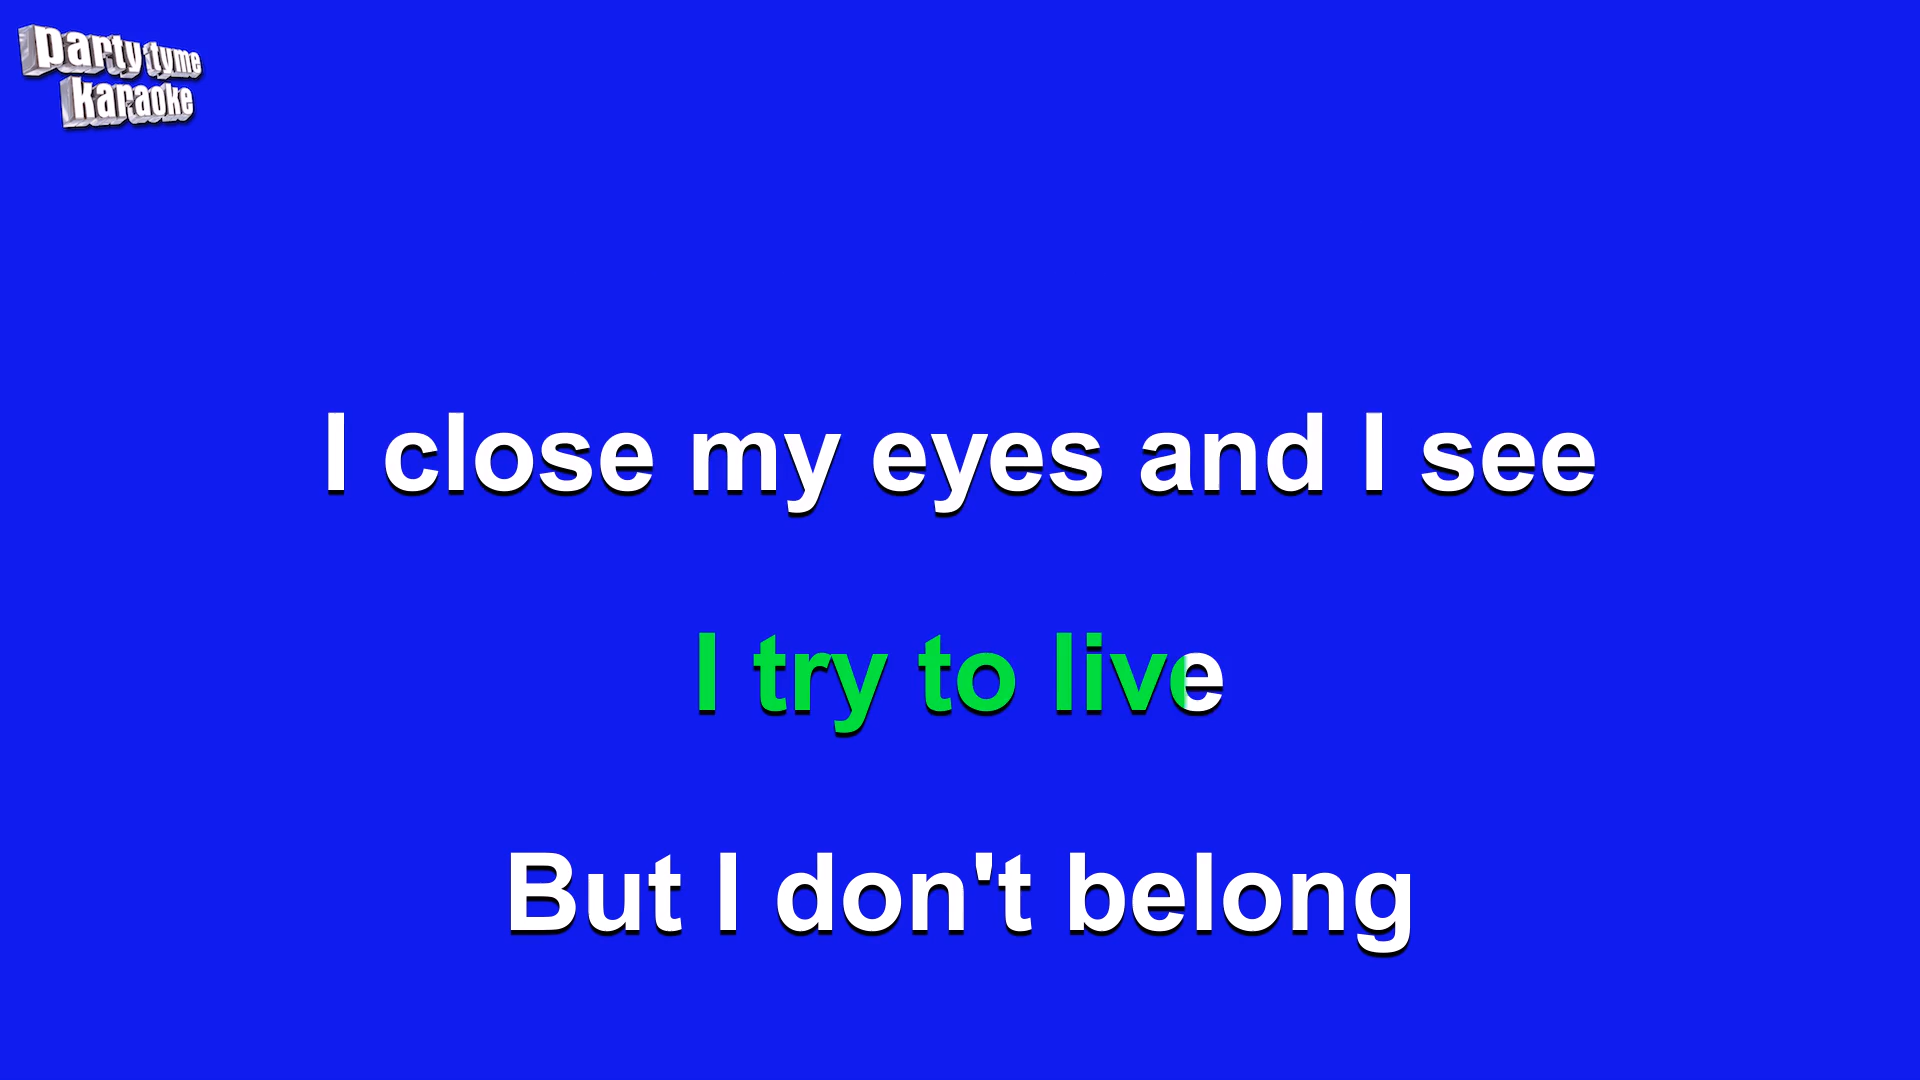 party tyme
karaoke
I close my eyes and I see
I try to live
But I don't belong